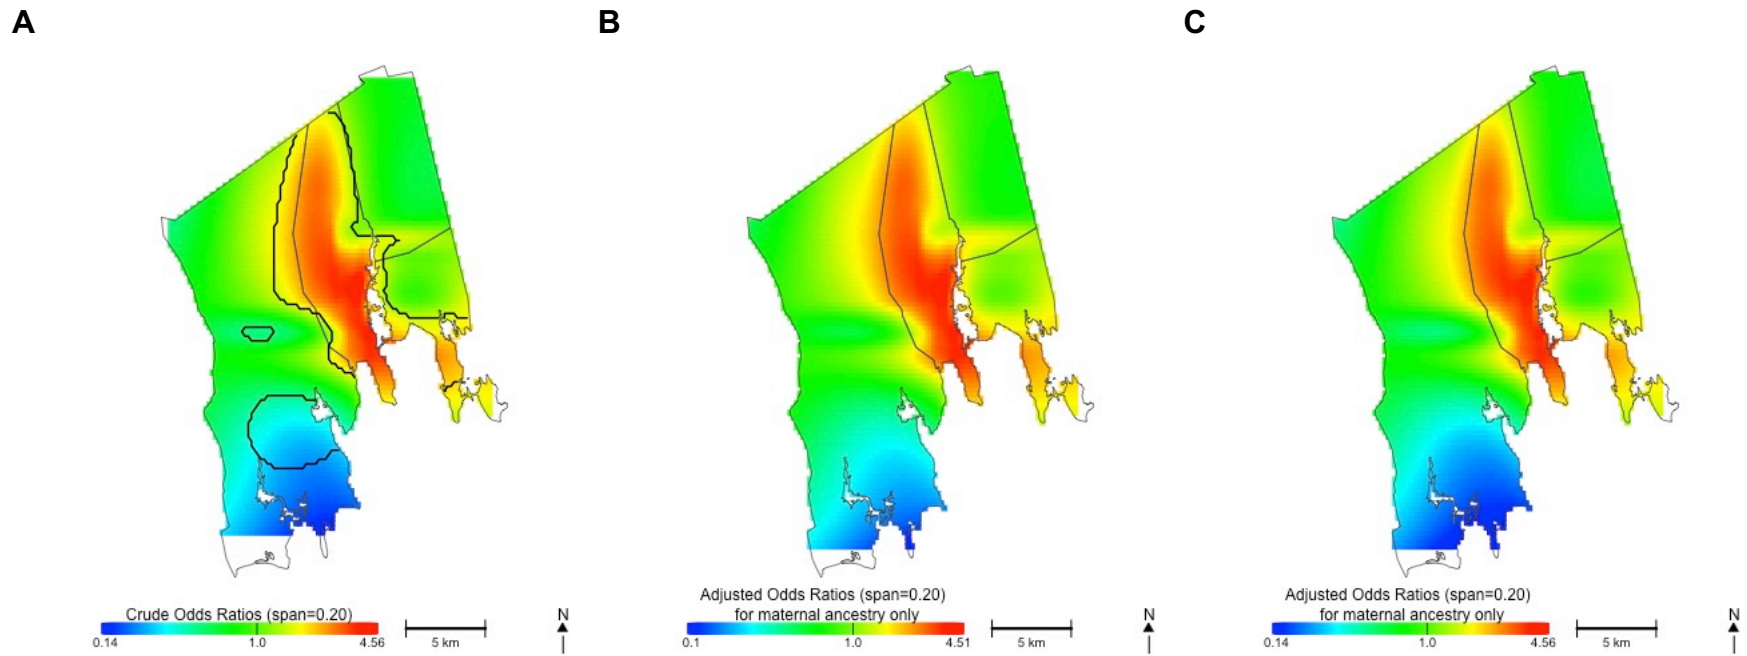 A
B
C
Crude Odds Ratios (span=0.20)
0.14 1.0 4.56
5 km
N
Adjusted Odds Ratios (span=0.20)
for maternal ancestry only
0.1 1.0 4.51
5 km
N
Adjusted Odds Ratios (span=0.20)
for maternal ancestry only
0.14 1.0 4.56
5 km
N